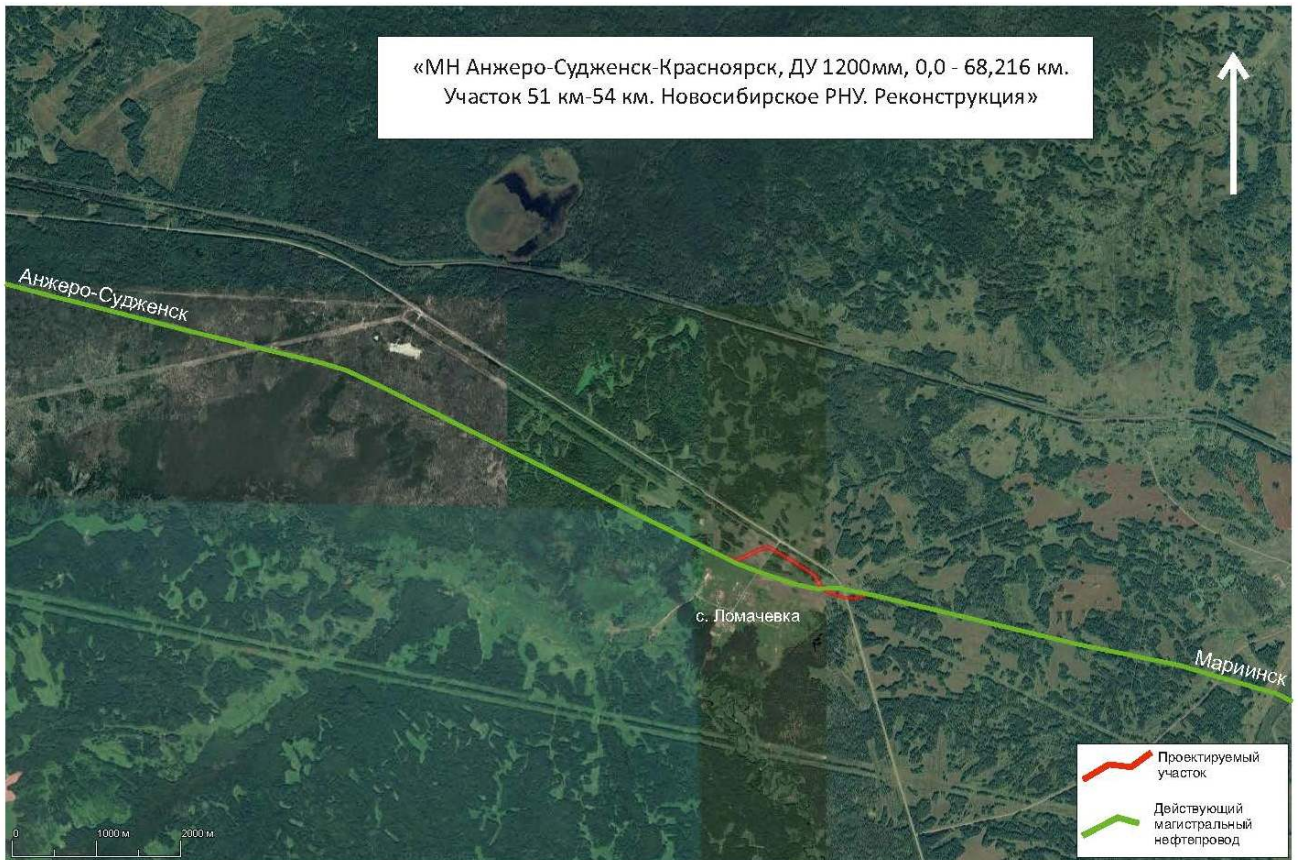 «МН Анжеро-Судженск-Красноярск, ДУ 1200мм, 0,0 - 68,216 км.
Участок 51 км-54 км. Новосибирское РНУ. Реконструкция»
Анжеро-Судженск
с. Ломачевка
Мариинск
Проектируемый
участок
Действующий
магистральный
нефтепровод
0 1000 м 2000 м